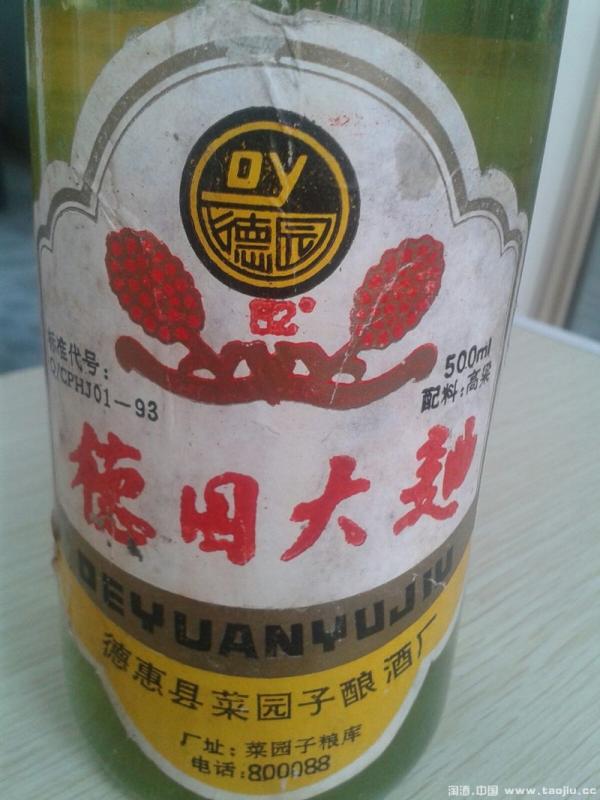 DY
德园
标准代号:
Q/CPHJ01-93
500ml
配料:高粱
德园大麯
DEYUANYUJIU
德惠县菜园子酿酒厂
厂址:菜园子粮库
电话:800088
淘酒.中国 www.taojiu.cc